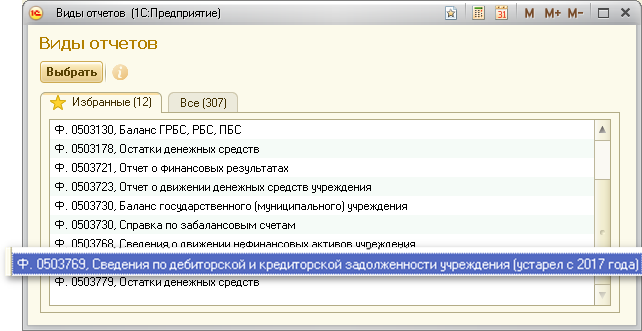 Виды отчетов (1С:Предприятие)
M M+ M-
Виды отчетов
Выбрать
Избранные (12) Все (307)
Ф. 0503130, Баланс ГРБС, РБС, ПБС
Ф. 0503178, Остатки денежных средств
Ф. 0503721, Отчет о финансовых результатах
Ф. 0503723, Отчет о движении денежных средств учреждения
Ф. 0503730, Баланс государственного (муниципального) учреждения
Ф. 0503730, Справка по забалансовым счетам
Ф. 0503768, Сведения о движении нефинансовых активов учреждения
Ф. 0503769, Сведения по дебиторской и кредиторской задолженности учреждения (устарел с 2017 года)
Ф. 0503779, Остатки денежных средств